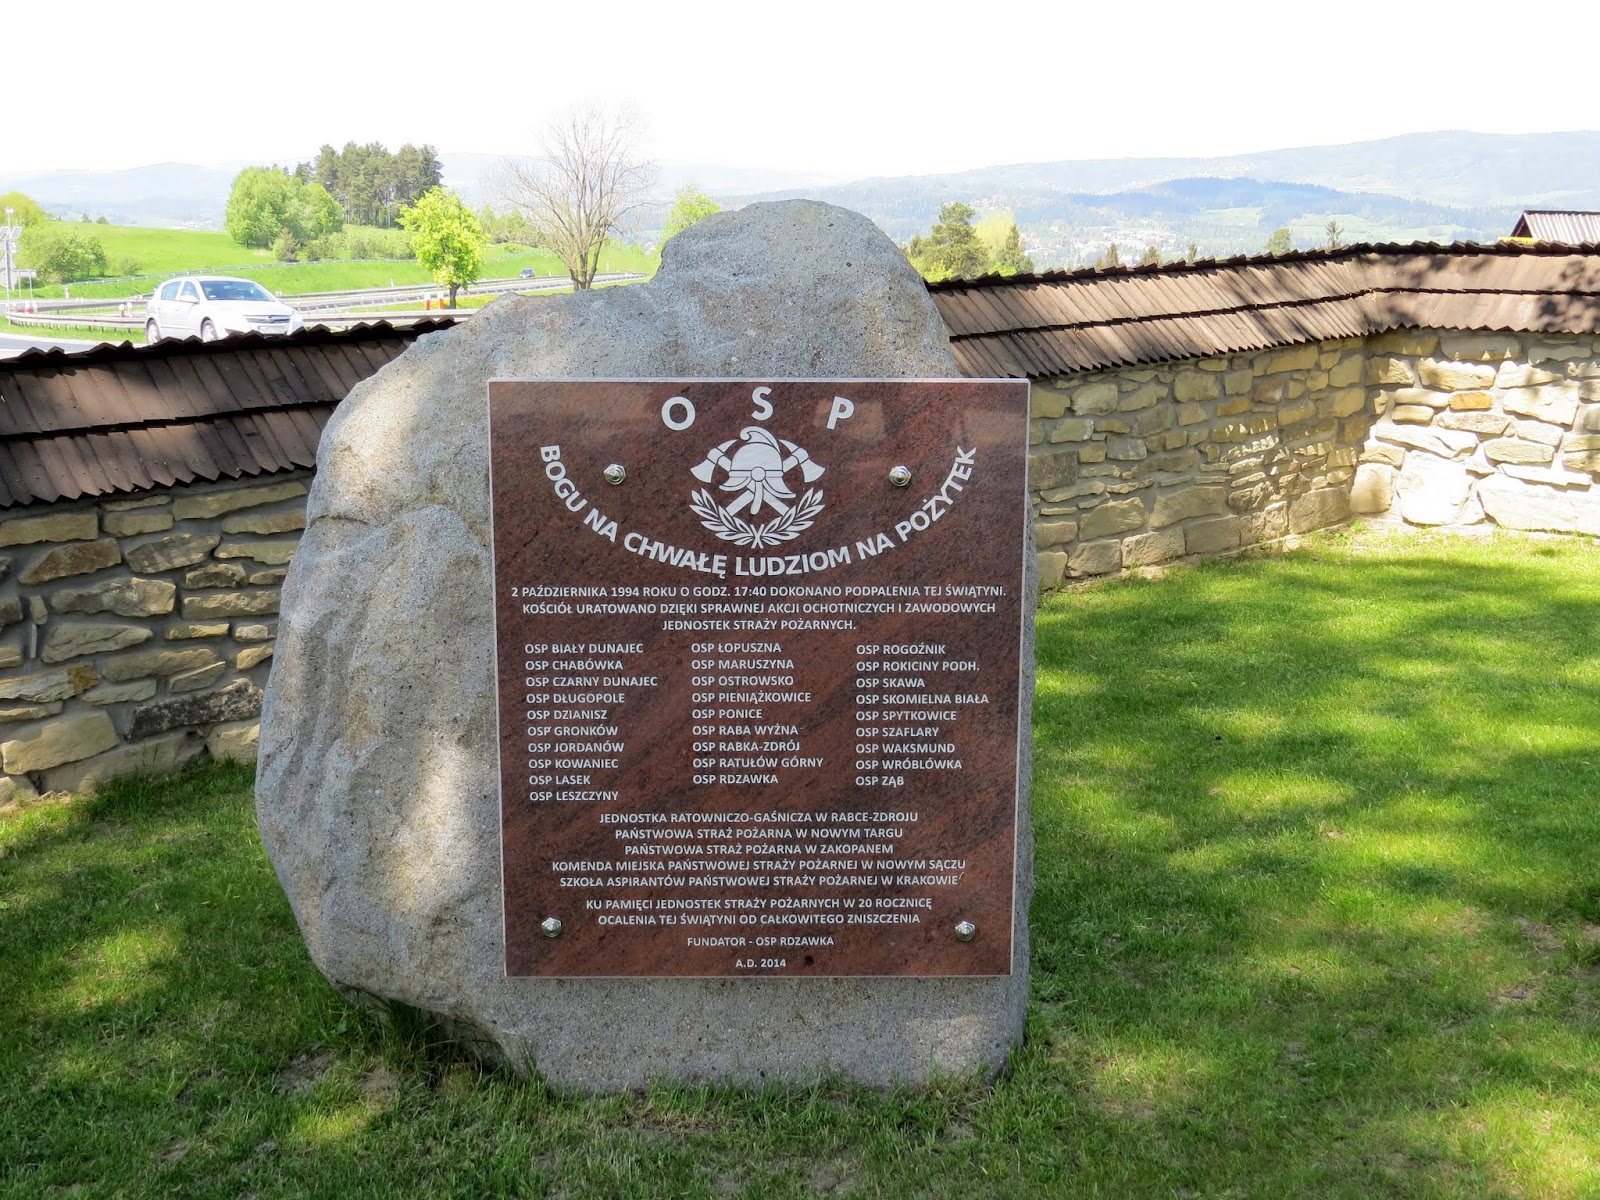 O S P
BOGU NA CHWAŁĘ LUDZIOM NA POŻYTEK
2 PAŹDZIERNIKA 1994 ROKU O GODZ. 17:40 DOKONANO PODPALENIA TEJ ŚWIĄTYNI.
KOŚCIÓŁ URATOWANO DZIĘKI SPRAWNEJ AKCJI OCHOTNICZYCH I ZAWODOWYCH
JEDNOSTEK STRAŻY POŻARNYCH.
OSP BIAŁY DUNAJEC
OSP CHABÓWKA
OSP CZARNY DUNAJEC
OSP DŁUGOPOLE
OSP DZIANISZ
OSP GRONKÓW
OSP JORDANÓW
OSP KOWANIEC
OSP LASEK
OSP LESZCZYNY
OSP ŁOPUSZNA
OSP MARUSZYNA
OSP OSTROWSKO
OSP PIENIĄŻKOWICE
OSP PONICE
OSP RABA WYŻNA
OSP RABKA-ZDRÓJ
OSP RATUŁÓW GÓRNY
OSP RDZAWKA
OSP ROGOŹNIK
OSP ROKICINY PODH.
OSP SKAWA
OSP SKOMIELNA BIAŁA
OSP SPYTKOWICE
OSP SZAFLARY
OSP WAKSMUND
OSP WRÓBLÓWKA
OSP ZĄB
JEDNOSTKA RATOWNICZO-GAŚNICZA W RABCE-ZDROJU
PAŃSTWOWA STRAŻ POŻARNA W NOWYM TARGU
PAŃSTWOWA STRAŻ POŻARNA W ZAKOPANEM
KOMENDA MIEJSKA PAŃSTWOWEJ STRAŻY POŻARNEJ W NOWYM SĄCZU
SZKOŁA ASPIRANTÓW PAŃSTWOWEJ STRAŻY POŻARNEJ W KRAKOWIE
KU PAMIĘCI JEDNOSTEK STRAŻY POŻARNYCH W 20 ROCZNICĘ
OCALENIA TEJ ŚWIĄTYNI OD CAŁKOWITEGO ZNISZCZENIA
FUNDATOR - OSP RDZAWKA
A.D. 2014